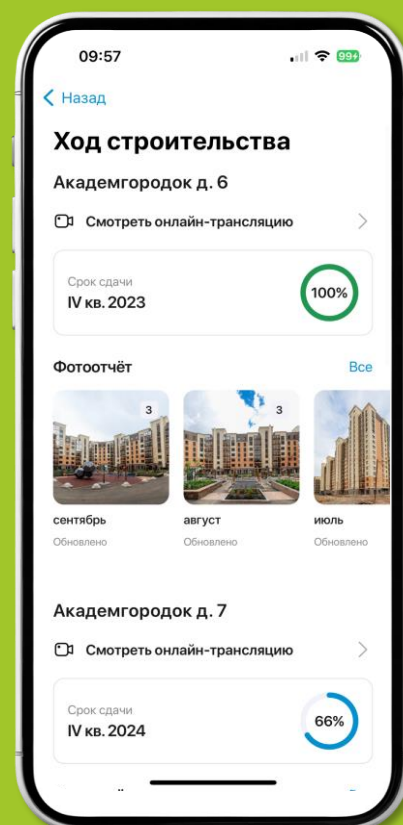 09:57
99+
Назад
Ход строительства
Академгородок д. 6
Смотреть онлайн-трансляцию
Срок сдачи
IV кв. 2023
100%
Фотоотчёт
Все
3
3
сентябрь
август
июль
Обновлено
Обновлено
Обновлено
Академгородок д. 7
Смотреть онлайн-трансляцию
Срок сдачи
IV кв. 2024
66%